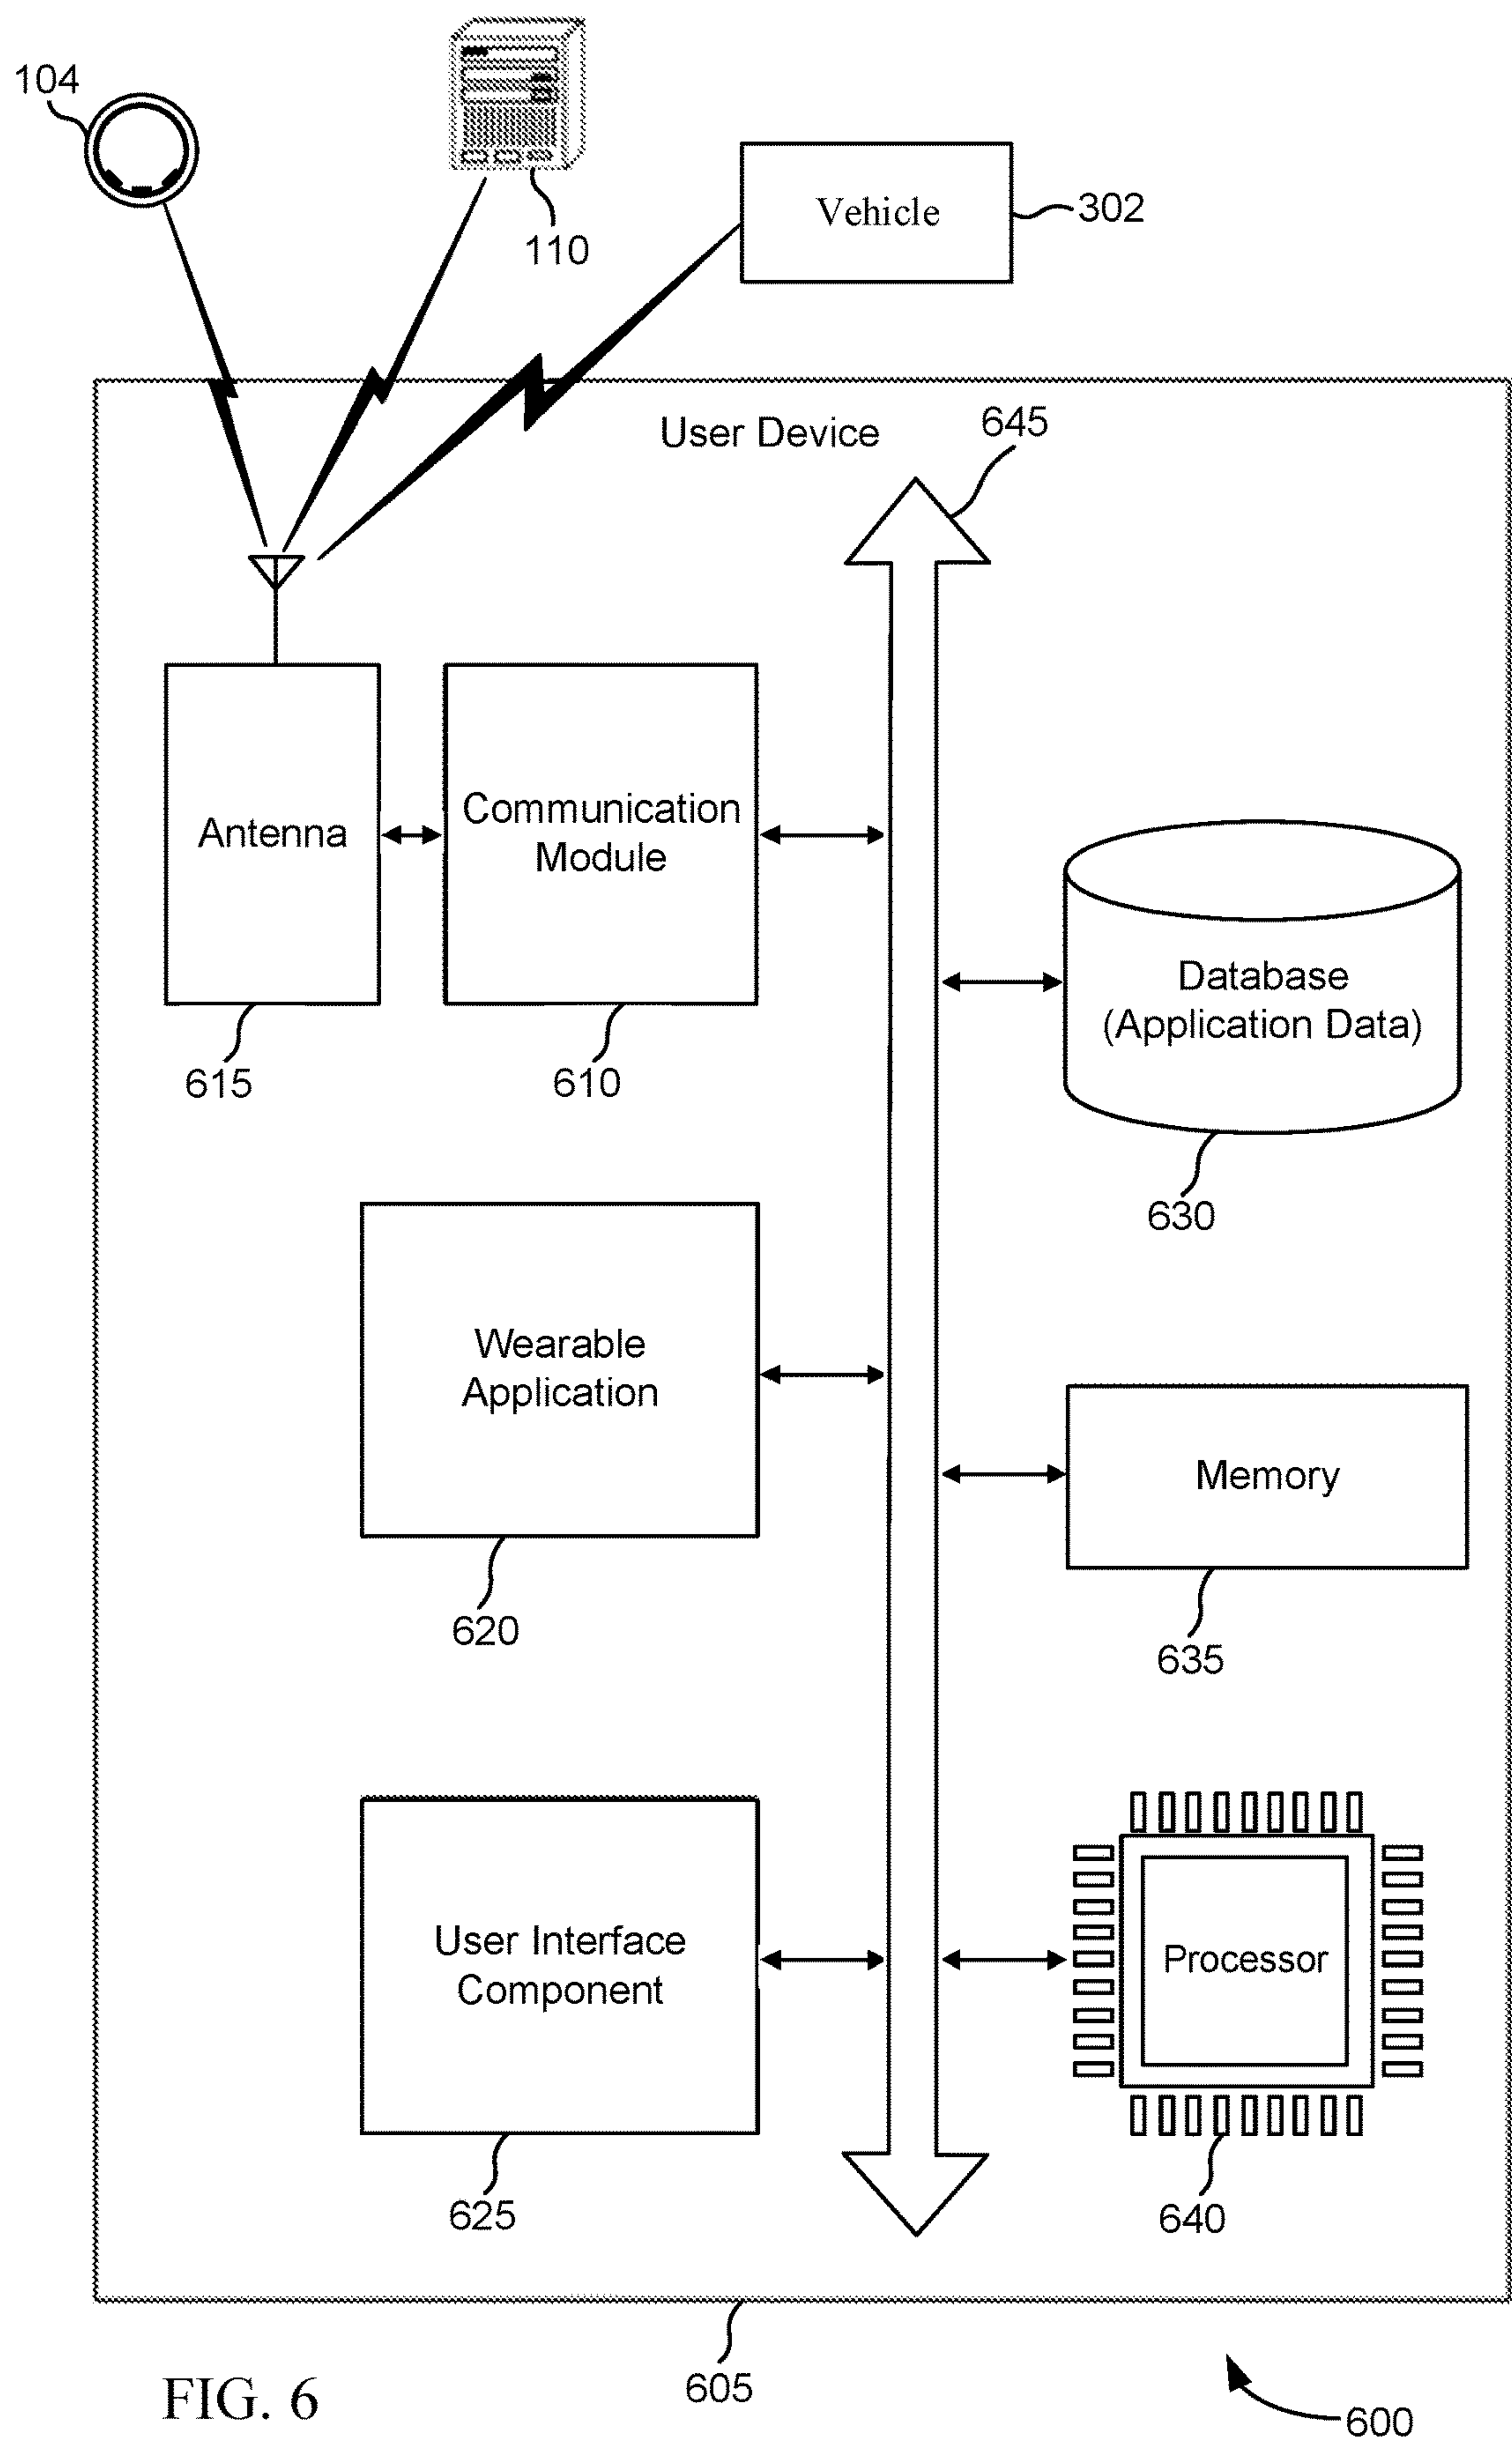 104
110
Vehicle
302
User Device
645
Antenna
Communication
Module
615
610
Database
(Application Data)
630
Wearable
Application
620
Memory
635
User Interface
Component
625
Processor
640
605
FIG. 6
600